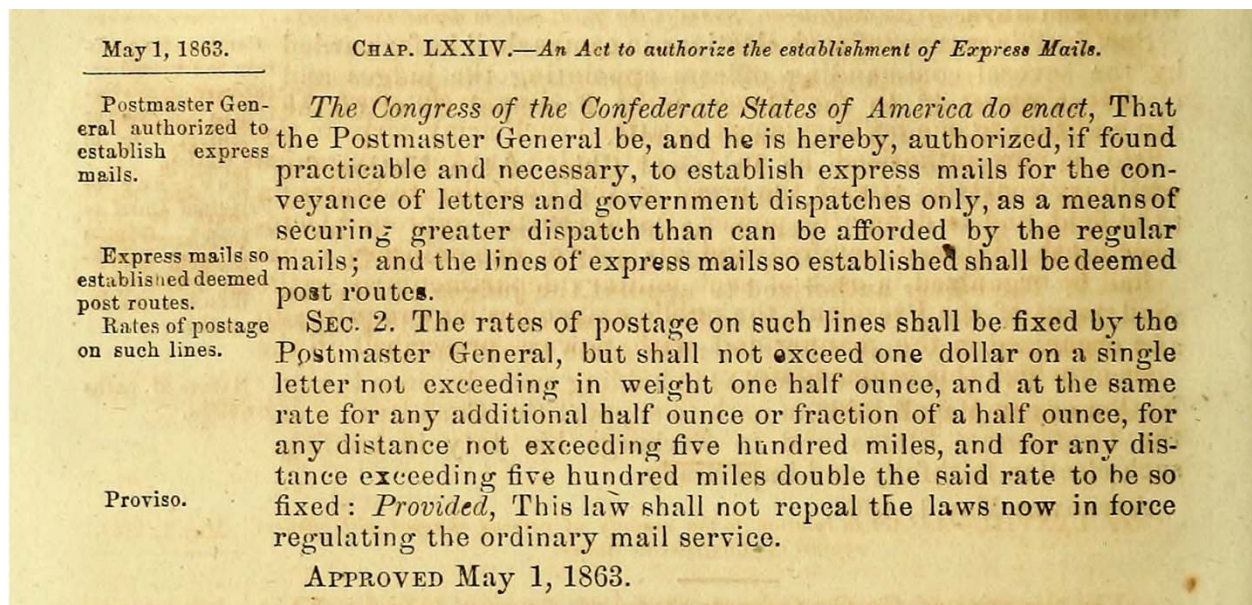 May 1, 1863.
CHAP. LXXIV.—An Act to authorize the establishment of Express Mails.
Postmaster Gen-
eral authorized to
establish express
mails.
The Congress of the Confederate States of America do enact, That
the Postmaster General be, and he is hereby, authorized, if found
practicable and necessary, to establish express mails for the con-
veyance of letters and government dispatches only, as a means of
securing greater dispatch than can be afforded by the regular
mails; and the lines of express mails so established shall be deemed
post routes.
Express mails so
established deemed
post routes.
Rates of postage
on such lines.
SEC. 2. The rates of postage on such lines shall be fixed by the
Postmaster General, but shall not exceed one dollar on a single
letter not exceeding in weight one half ounce, and at the same
rate for any additional half ounce or fraction of a half ounce, for
any distance not exceeding five hundred miles, and for any dis-
tance exceeding five hundred miles double the said rate to be so
fixed: Provided, This law shall not repeal the laws now in force
regulating the ordinary mail service.
Proviso.
APPROVED May 1, 1863.